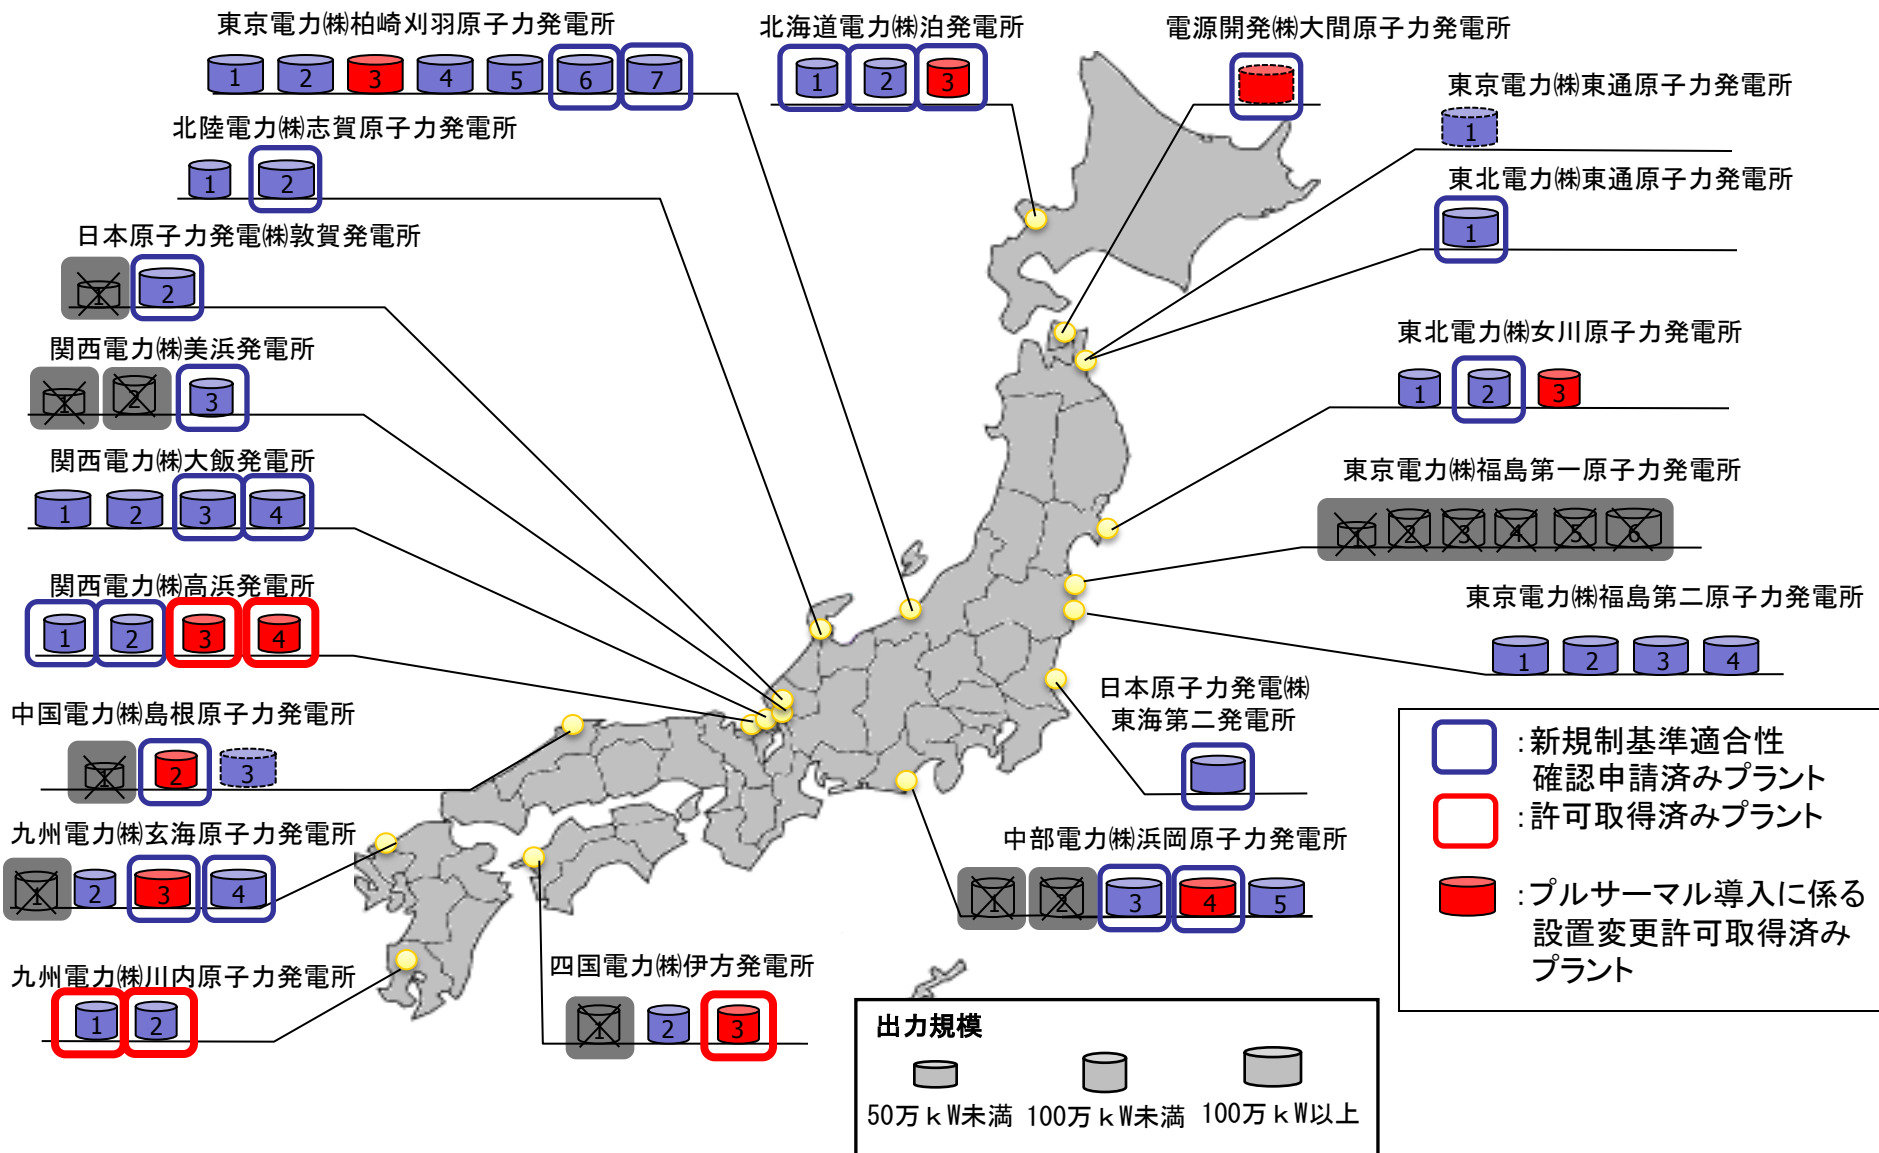 東京電力㈱柏崎刈羽原子力発電所
1 2 3 4 5 6 7
北海道電力㈱泊発電所
1 2 3
電源開発㈱大間原子力発電所
東京電力㈱東通原子力発電所
1
北陸電力㈱志賀原子力発電所
1 2
東北電力㈱東通原子力発電所
1
日本原子力発電㈱敦賀発電所
1 2
関西電力㈱美浜発電所
1 2 3
東北電力㈱女川原子力発電所
1 2 3
関西電力㈱大飯発電所
1 2 3 4
東京電力㈱福島第一原子力発電所
1 2 3 4 5 6
関西電力㈱高浜発電所
1 2 3 4
東京電力㈱福島第二原子力発電所
1 2 3 4
中国電力㈱島根原子力発電所
1 2 3
日本原子力発電㈱
東海第二発電所
九州電力㈱玄海原子力発電所
1 2 3 4
中部電力㈱浜岡原子力発電所
1 2 3 4 5
九州電力㈱川内原子力発電所
1 2
四国電力㈱伊方発電所
1 2 3
：新規制基準適合性
確認申請済みプラント
：許可取得済みプラント
：プルサーマル導入に係る
設置変更許可取得済み
プラント
出力規模
50万ｋW未満 100万ｋW未満 100万ｋW以上